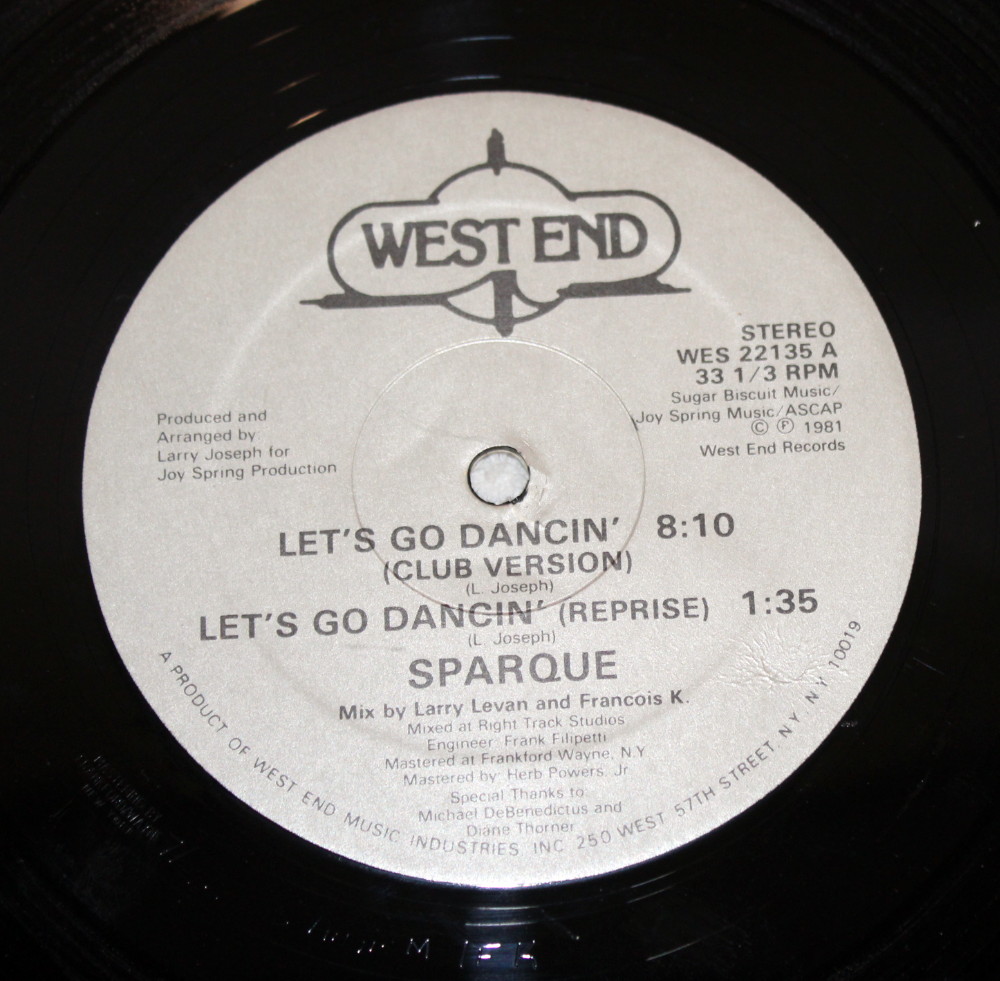 WEST END
STEREO
WES 22135 A
33 1/3 RPM
Sugar Biscuit Music/
Joy Spring Music/ASCAP
© ℗ 1981
West End Records
Produced and
Arranged by
Larry Joseph for
Joy Spring Production
LET'S GO DANCIN' 8:10
(CLUB VERSION)
(L. Joseph)
LET'S GO DANCIN' (REPRISE) 1:35
(L. Joseph)
SPARQUE
Mix by Larry Levan and Francois K.
Mixed at Right Track Studios
Engineer: Frank Filipetti
Mastered at Frankford Wayne, N.Y.
Mastered by: Herb Powers, Jr.
Special Thanks to:
Michael DeBenedictus and
Diane Thorner
A PRODUCT OF WEST END MUSIC INDUSTRIES, INC. 250 WEST 57TH STREET, N.Y. N.Y. 10019